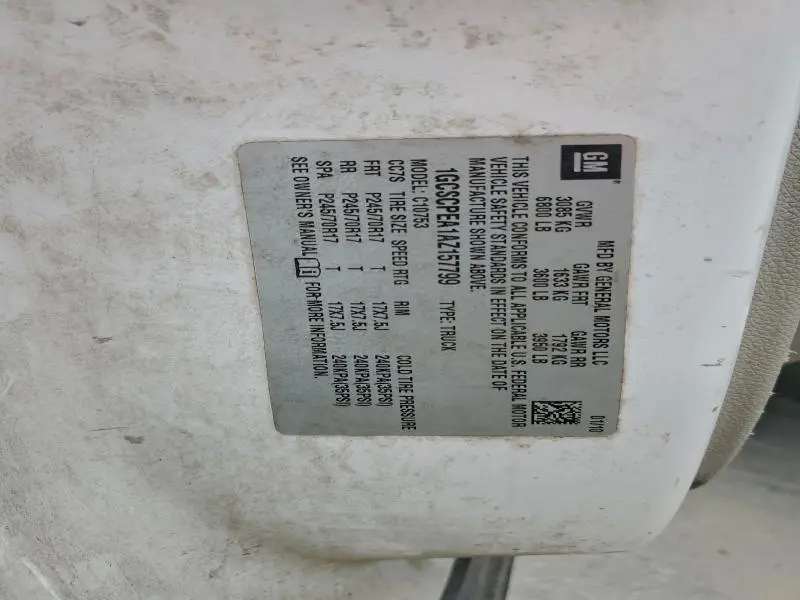 GM
MFD BY GENERAL MOTORS LLC 01/10
GVWR GAWR FRT GAWR RR
3085 KG 1633 KG 1792 KG
6800 LB 3600 LB 3950 LB
THIS VEHICLE CONFORMS TO ALL APPLICABLE U.S. FEDERAL MOTOR
VEHICLE SAFETY STANDARDS IN EFFECT ON THE DATE OF
MANUFACTURE SHOWN ABOVE.
1GCSCPEA1AZ157799 TYPE: TRUCK
MODEL: C10753
CC7S TIRE SIZE SPEED RTG RIM COLD TIRE PRESSURE
FRT P245/70R17 T 17X7.5J 240KPA(35PSI)
RR P245/70R17 T 17X7.5J 240KPA(35PSI)
SPA P245/70R17 T 17X7.5J 240KPA(35PSI)
SEE OWNER'S MANUAL FOR MORE INFORMATION.